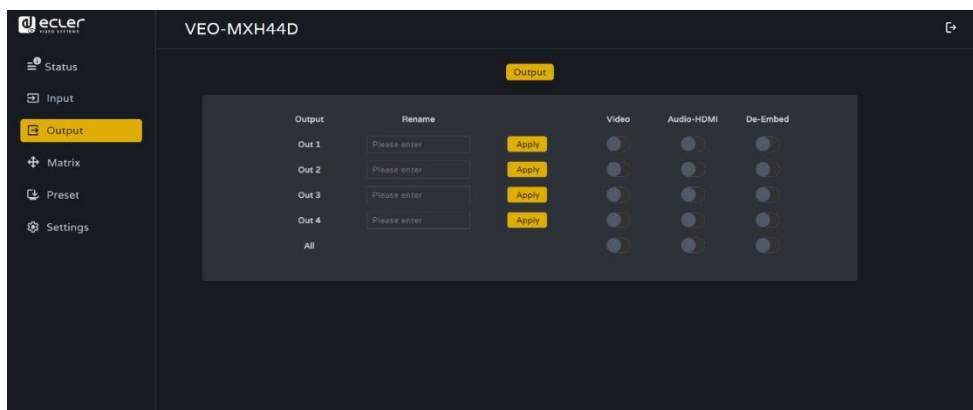 ecler
VIDEO SYSTEMS
VEO-MXH44D
Status
Input
Output
Matrix
Preset
Settings
Output
Output Rename Video Audio-HDMI De-Embed
Out 1 Please enter Apply
Out 2 Please enter Apply
Out 3 Please enter Apply
Out 4 Please enter Apply
All